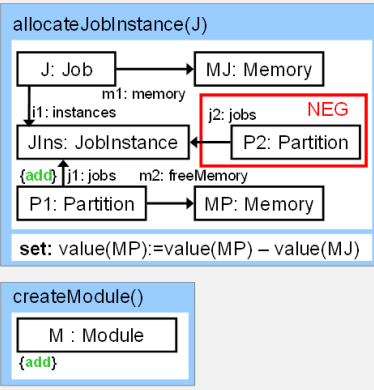 allocateJobInstance(J)
J: Job
MJ: Memory
m1: memory
i1: instances
NEG
j2: jobs
JIns: JobInstance
P2: Partition
{add} j1: jobs
m2: freeMemory
P1: Partition
MP: Memory
set: value(MP):=value(MP) – value(MJ)
createModule()
M : Module
{add}